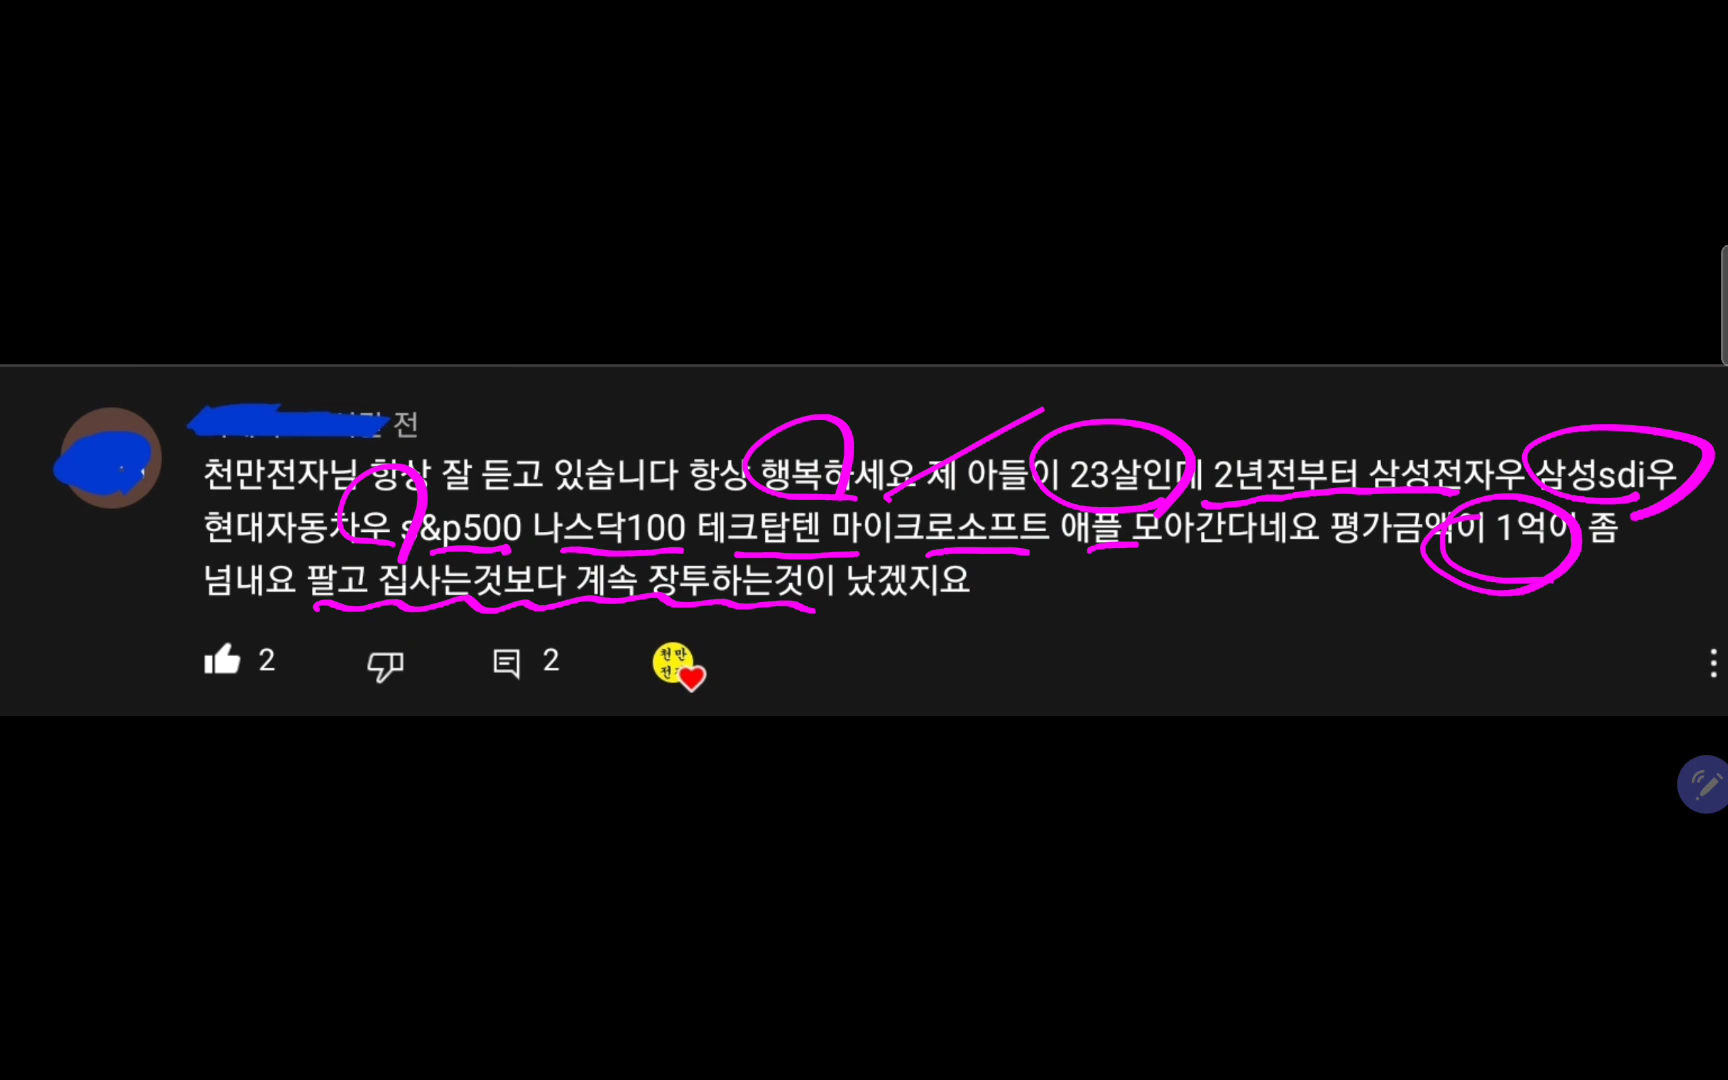 전
천만전자님 항상 잘 듣고 있습니다 항상 행복하세요 제 아들이 23살인데 2년전부터 삼성전자우 삼성sdi우
현대자동차우 s&p500 나스닥100 테크탑텐 마이크로소프트 애플 모아간다네요 평가금액이 1억이 좀
넘내요 팔고 집사는것보다 계속 장투하는것이 났겠지요
2 2
천만